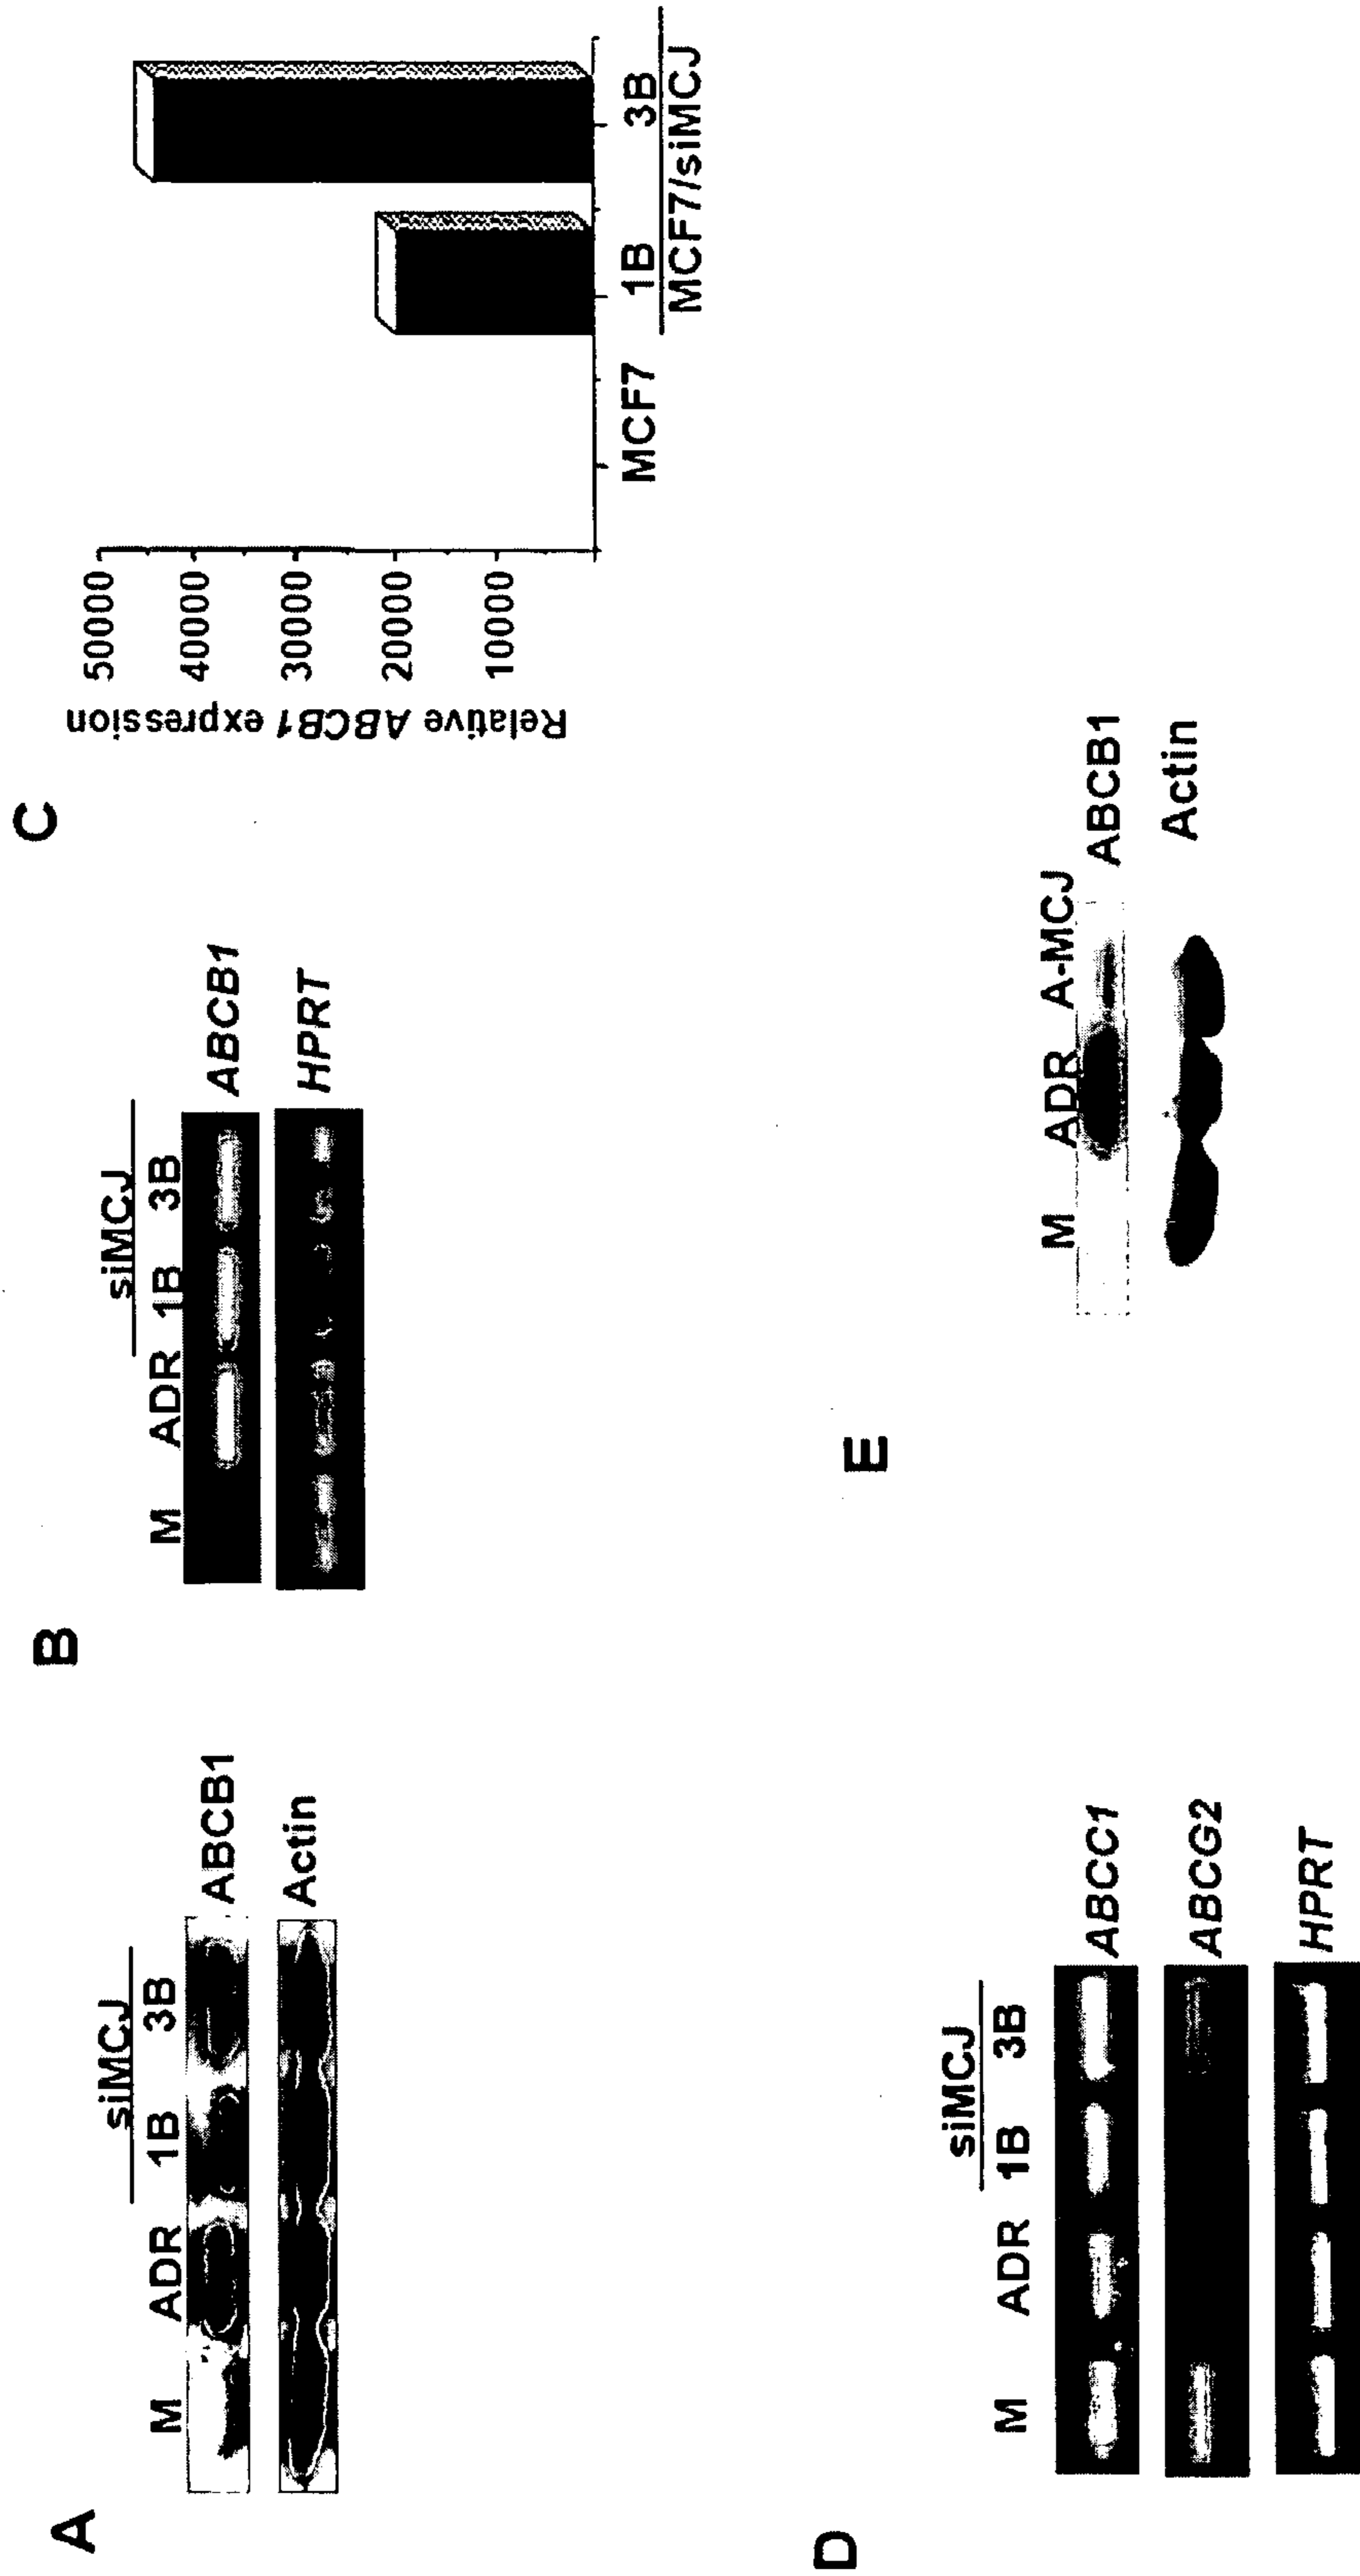 A
siMCJ
M ADR 1B 3B
ABCB1
Actin
B
siMCJ
M ADR 1B 3B
ABCB1
HPRT
C
Relative ABCB1 expression
50000
40000
30000
20000
10000
MCF7 1B 3B
MCF7/siMCJ
D
siMCJ
M ADR 1B 3B
ABCC1
ABCG2
HPRT
E
M ADR A-MCJ
ABCB1
Actin